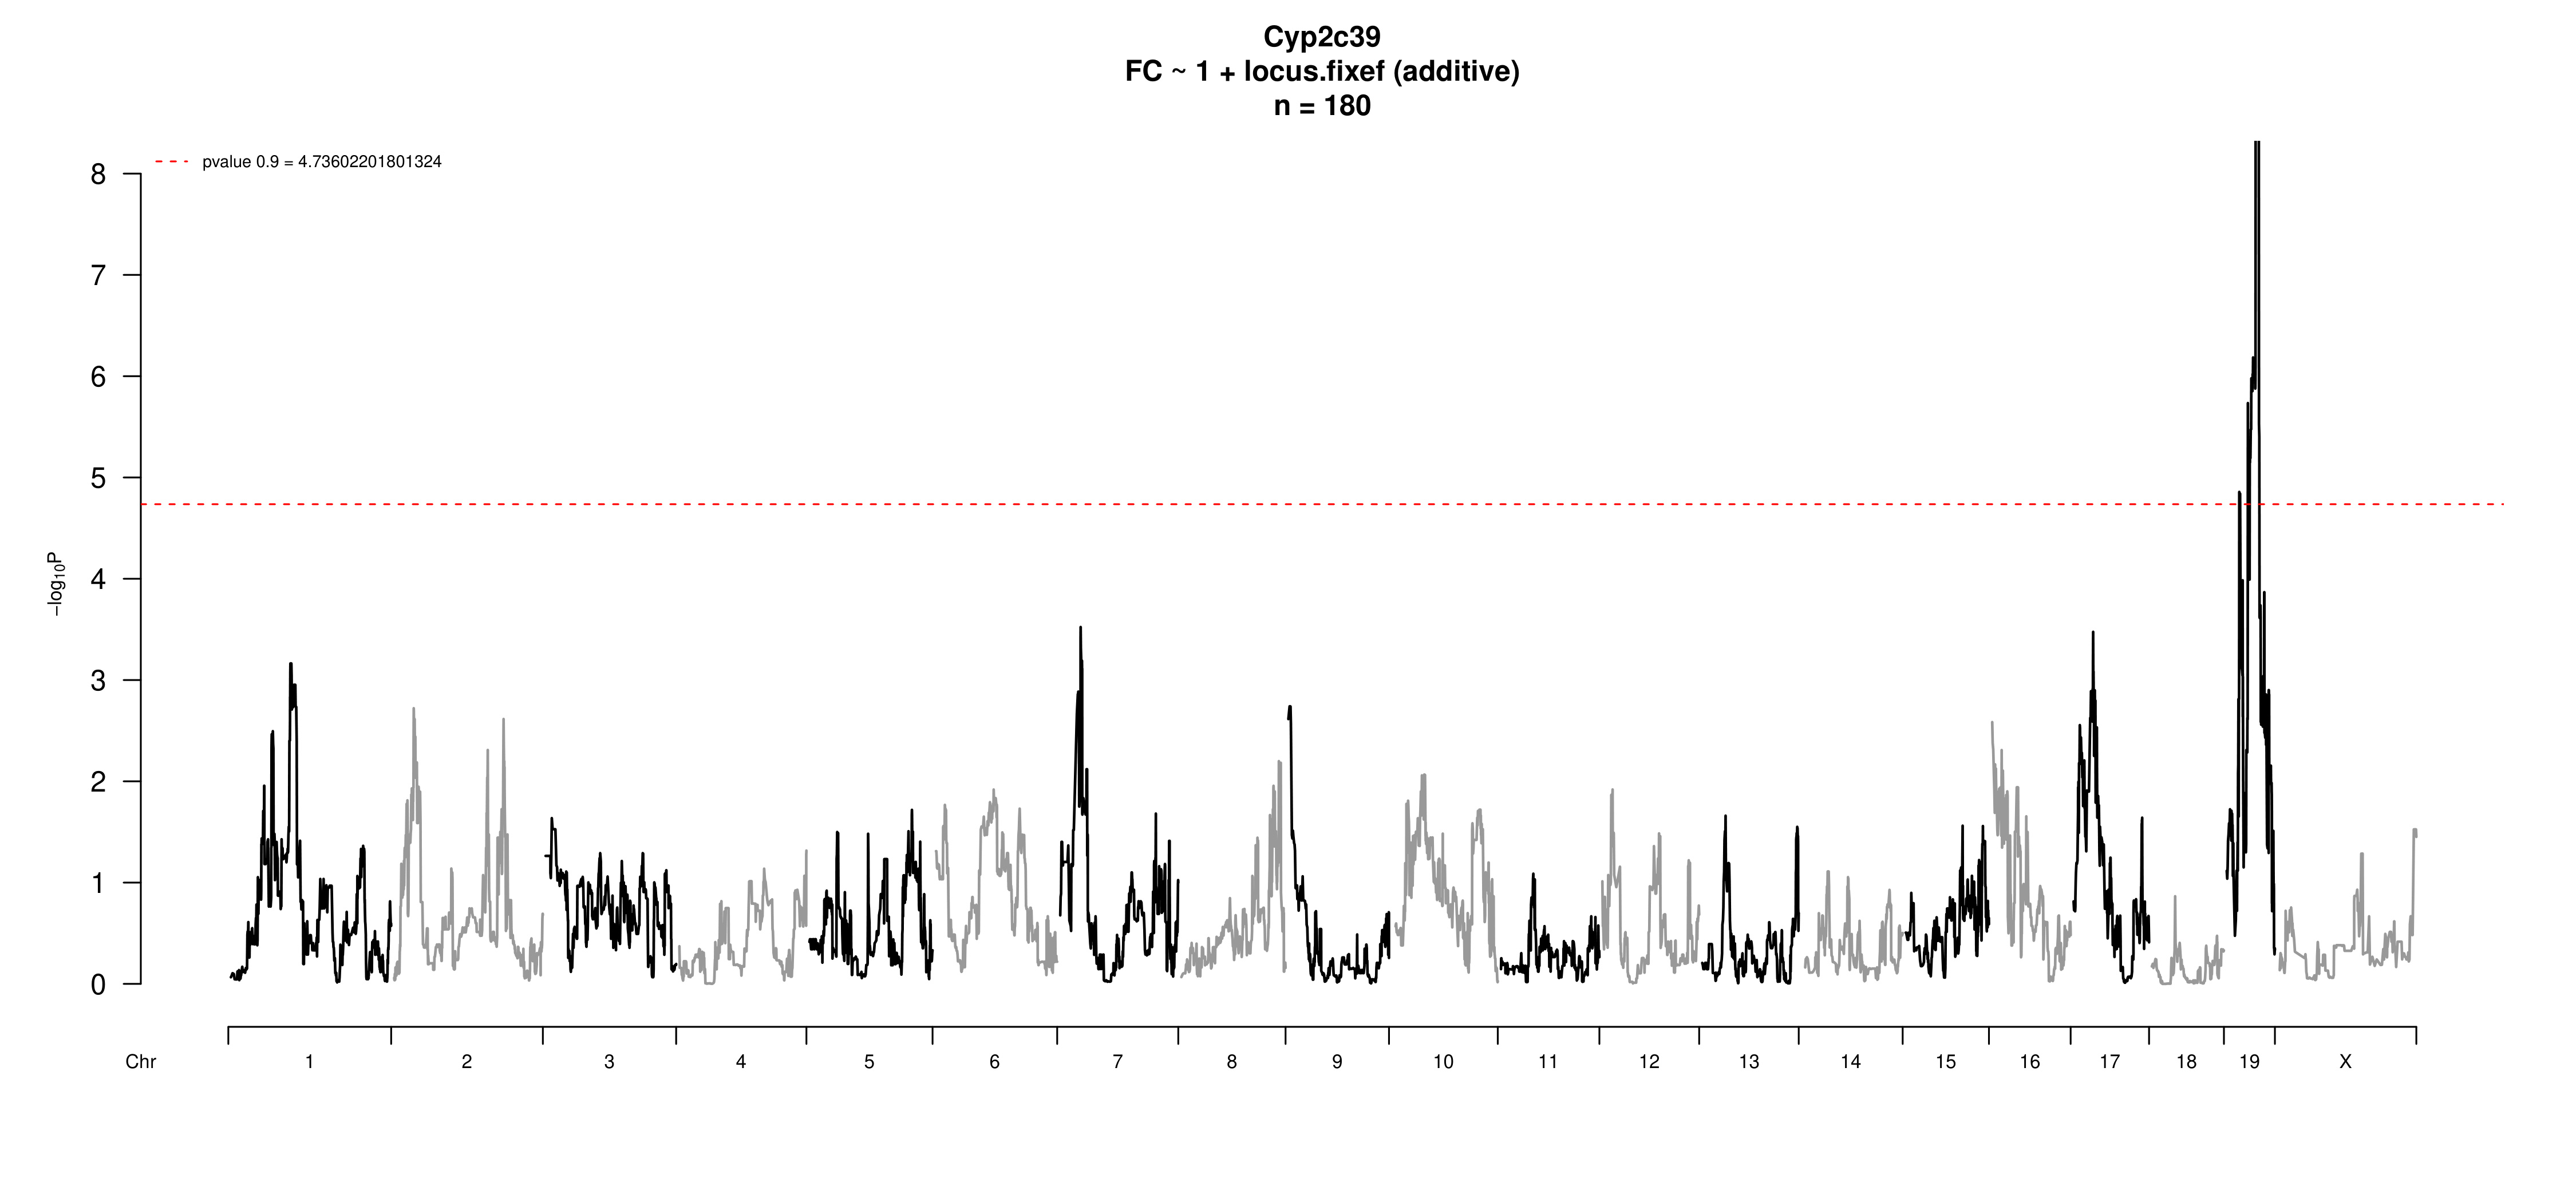 Cyp2c39
FC ~ 1 + locus.fixef (additive)
n = 180
pvalue 0.9 = 4.73602201801324
8
7
6
5
4
3
2
1
0
−log10P
Chr 1 2 3 4 5 6 7 8 9 10 11 12 13 14 15 16 17 18 19 X